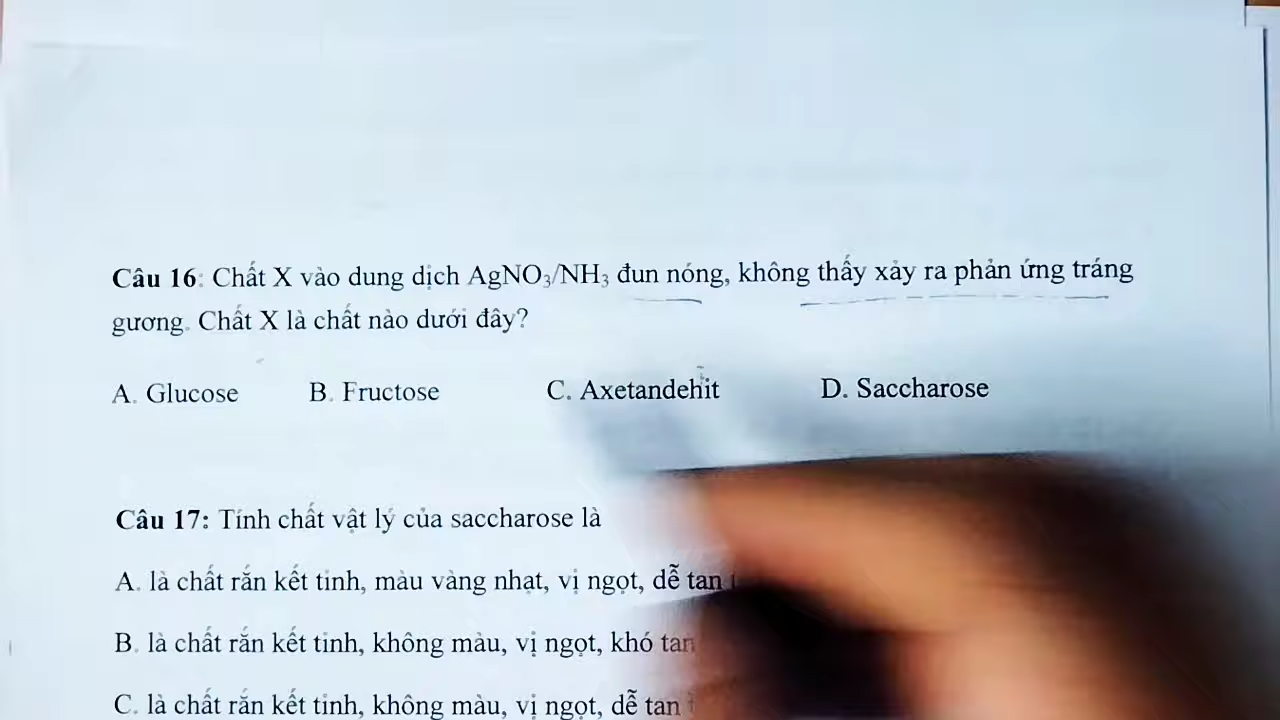 Câu 16: Chất X vào dung dịch AgNO₃/NH₃ đun nóng, không thấy xảy ra phản ứng tráng
gương. Chất X là chất nào dưới đây?
A. Glucose B. Fructose C. Axetandehit D. Saccharose
Câu 17: Tính chất vật lý của saccharose là
A. là chất rắn kết tinh, màu vàng nhạt, vị ngọt, dễ tan
B. là chất rắn kết tinh, không màu, vị ngọt, khó tan
C. là chất rắn kết tinh, không màu, vị ngọt, dễ tan